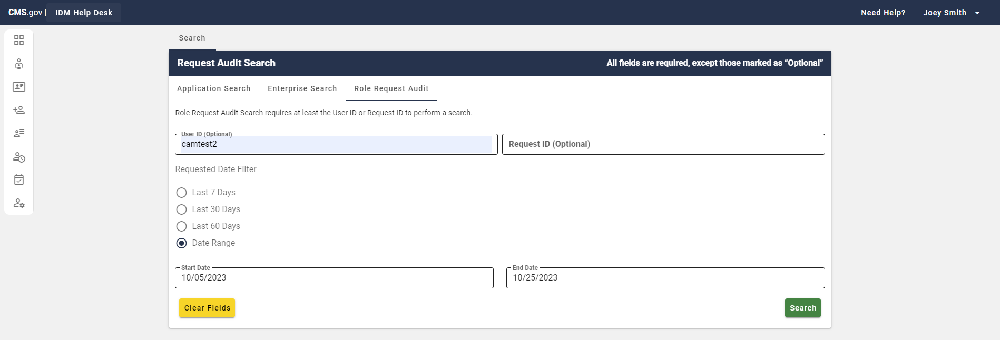 CMS.gov | IDM Help Desk Need Help? Joey Smith
Search
Request Audit Search All fields are required, except those marked as “Optional”
Application Search Enterprise Search Role Request Audit
Role Request Audit Search requires at least the User ID or Request ID to perform a search.
User ID (Optional)
camtest2 Request ID (Optional)
Requested Date Filter
Last 7 Days
Last 30 Days
Last 60 Days
Date Range
Start Date End Date
10/05/2023 10/25/2023
Clear Fields Search